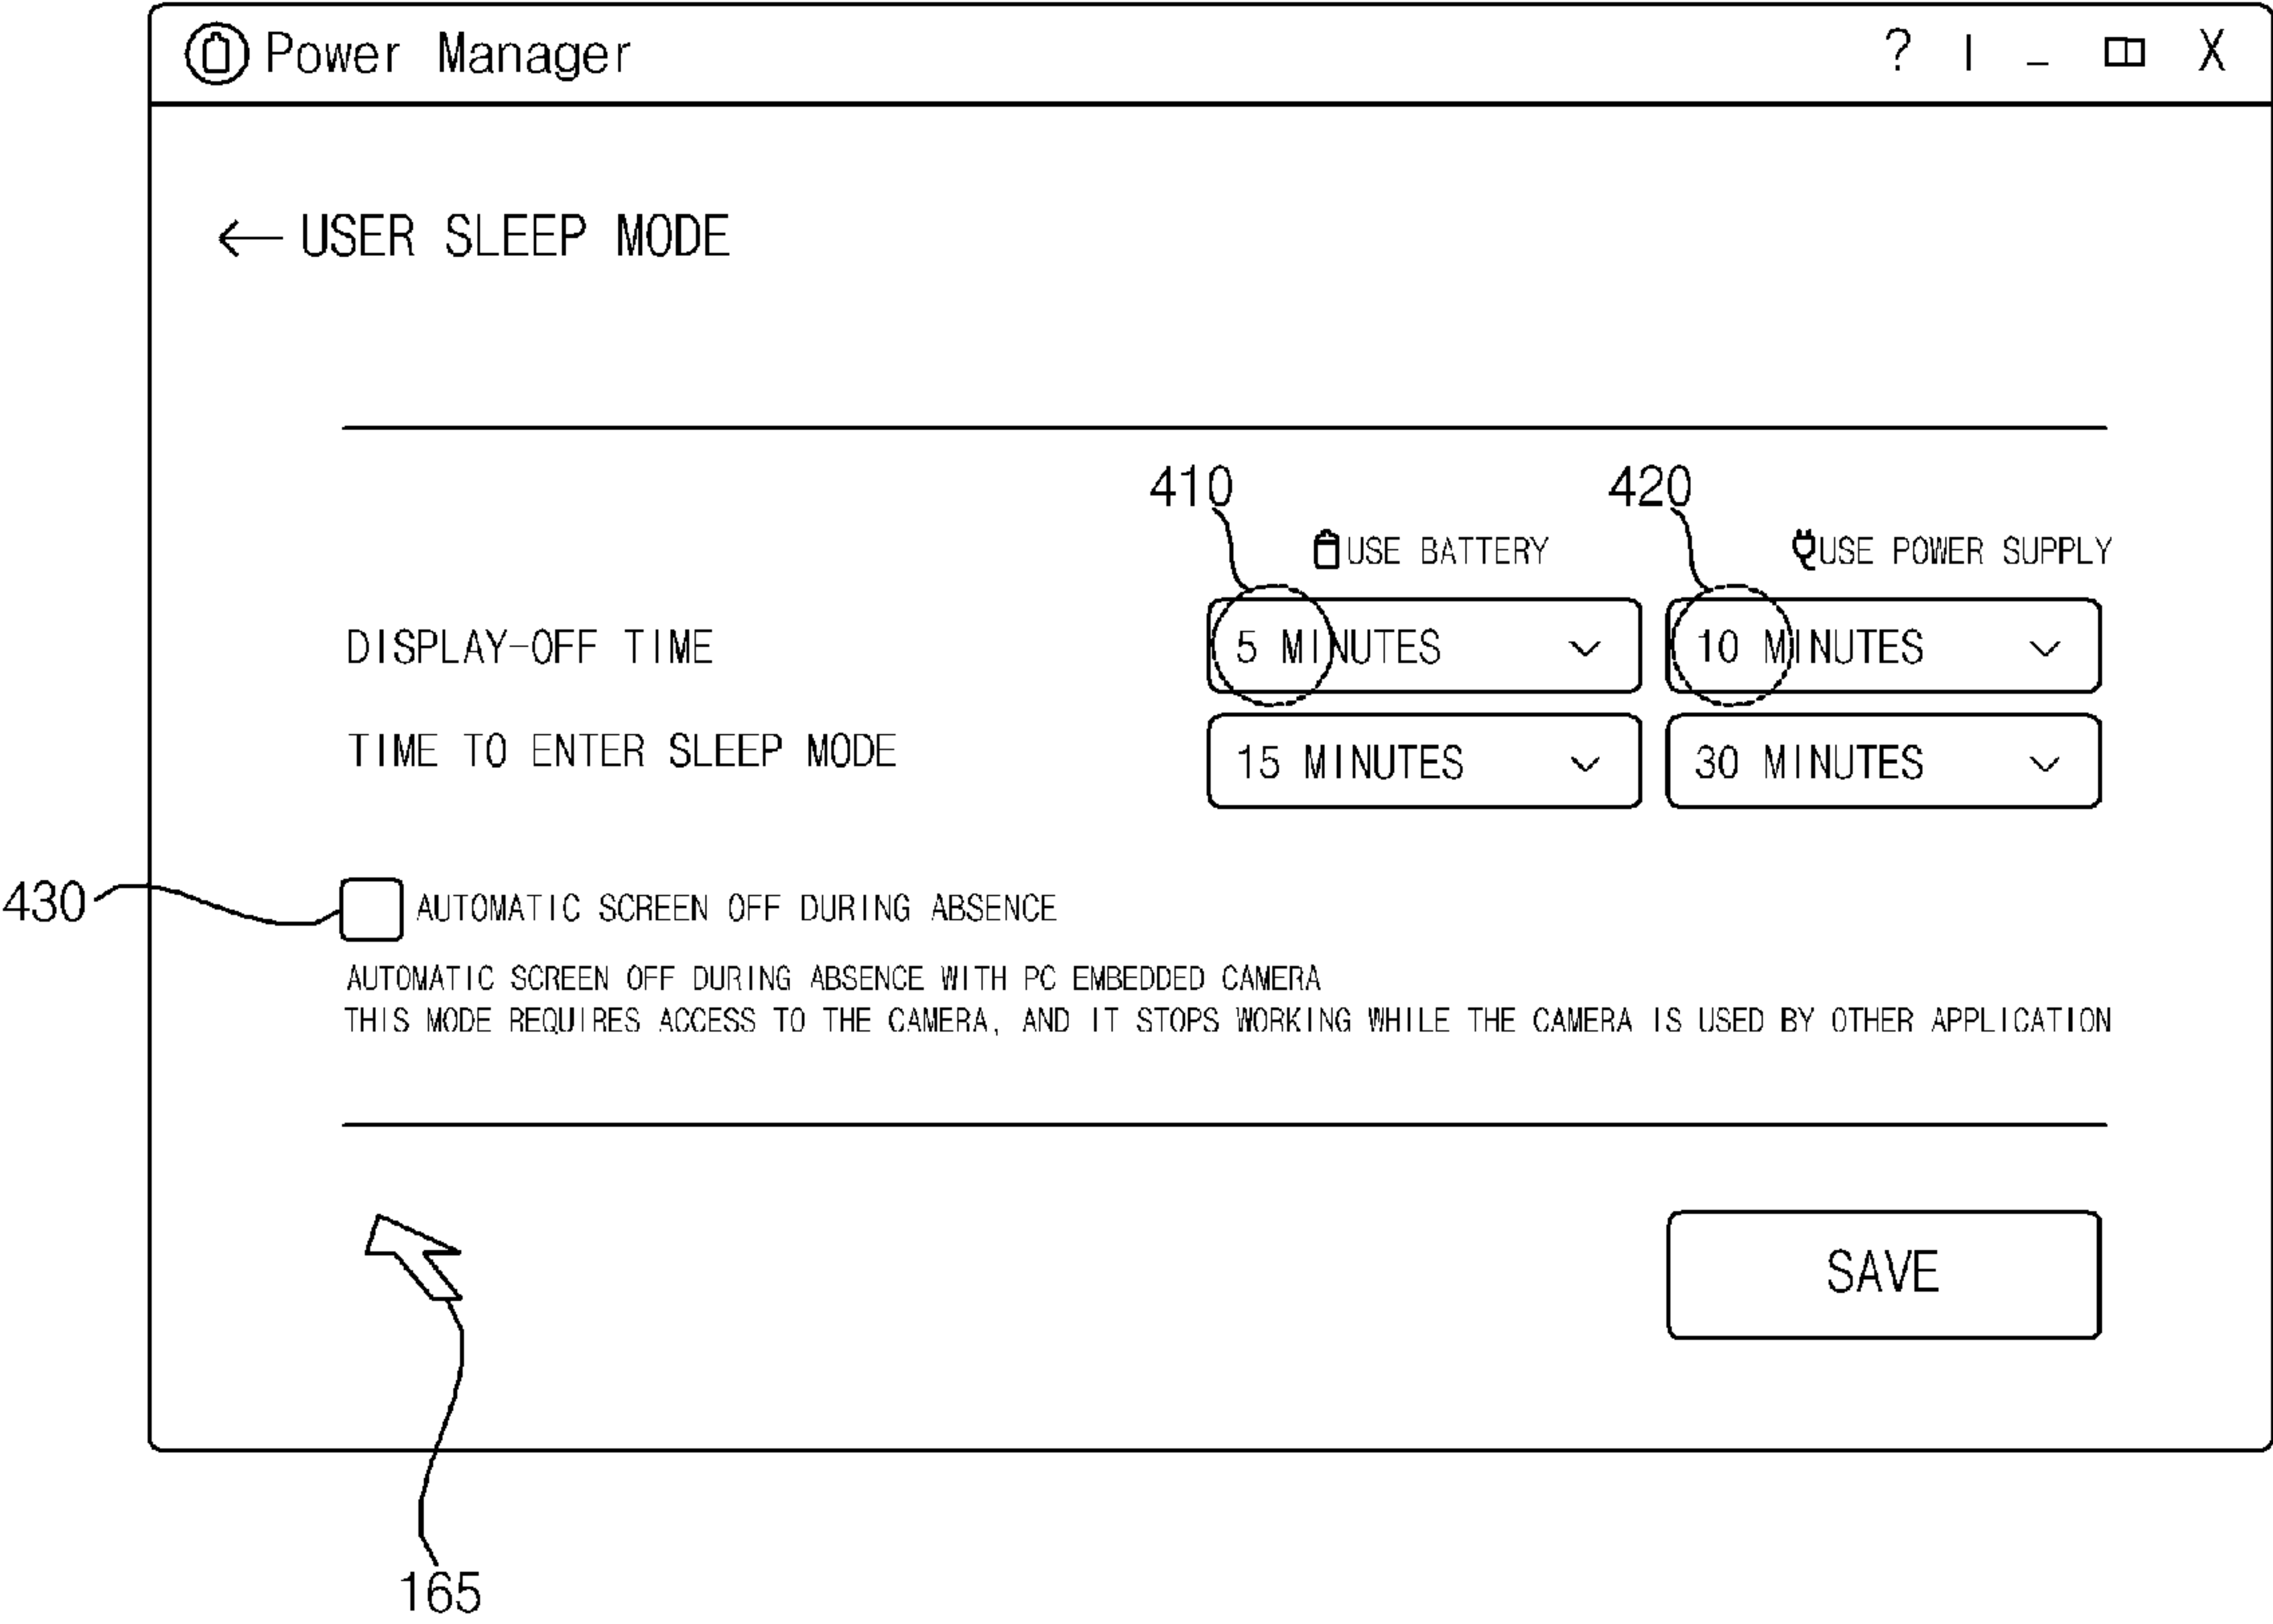 Power Manager ? | _ X
← USER SLEEP MODE
410 420
USE BATTERY USE POWER SUPPLY
DISPLAY-OFF TIME 5 MINUTES 10 MINUTES
TIME TO ENTER SLEEP MODE 15 MINUTES 30 MINUTES
430 AUTOMATIC SCREEN OFF DURING ABSENCE
AUTOMATIC SCREEN OFF DURING ABSENCE WITH PC EMBEDDED CAMERA
THIS MODE REQUIRES ACCESS TO THE CAMERA, AND IT STOPS WORKING WHILE THE CAMERA IS USED BY OTHER APPLICATION
SAVE
165